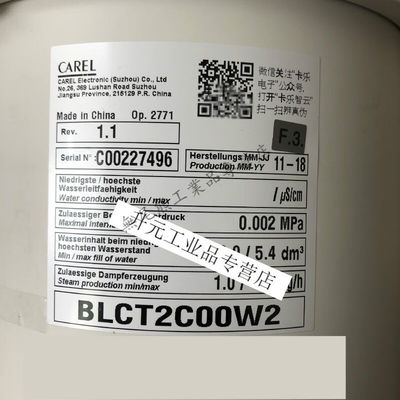 CAREL
CAREL Electronic (Suzhou) Co., Ltd
No.26, 369 Lushan Road Suzhou
Jiangsu Province, 215129 P.R. China
微信关注“卡乐
电子”公众号,
打开“卡乐智云”
扫一扫辨真伪
Made in China Op. 2771
Rev. 1.1
F.3.
Serial N°: C00227496
Herstellungs MM-JJ
Production MM-YY
11-18
Niedrigste / hoechste
Wasserleitfaehigkeit
Water conductivity min / max
/ µS/cm
Zulaessiger
Maximal
0.002 MPa
Wasserinhalt beim
hoechsten Wasserstand
Min / max fill of water
/ 5.4 dm³
Zulaessige Dampferzeugung
Steam production min/max
1.0 /
BLCT2C00W2
开元工业品专营店